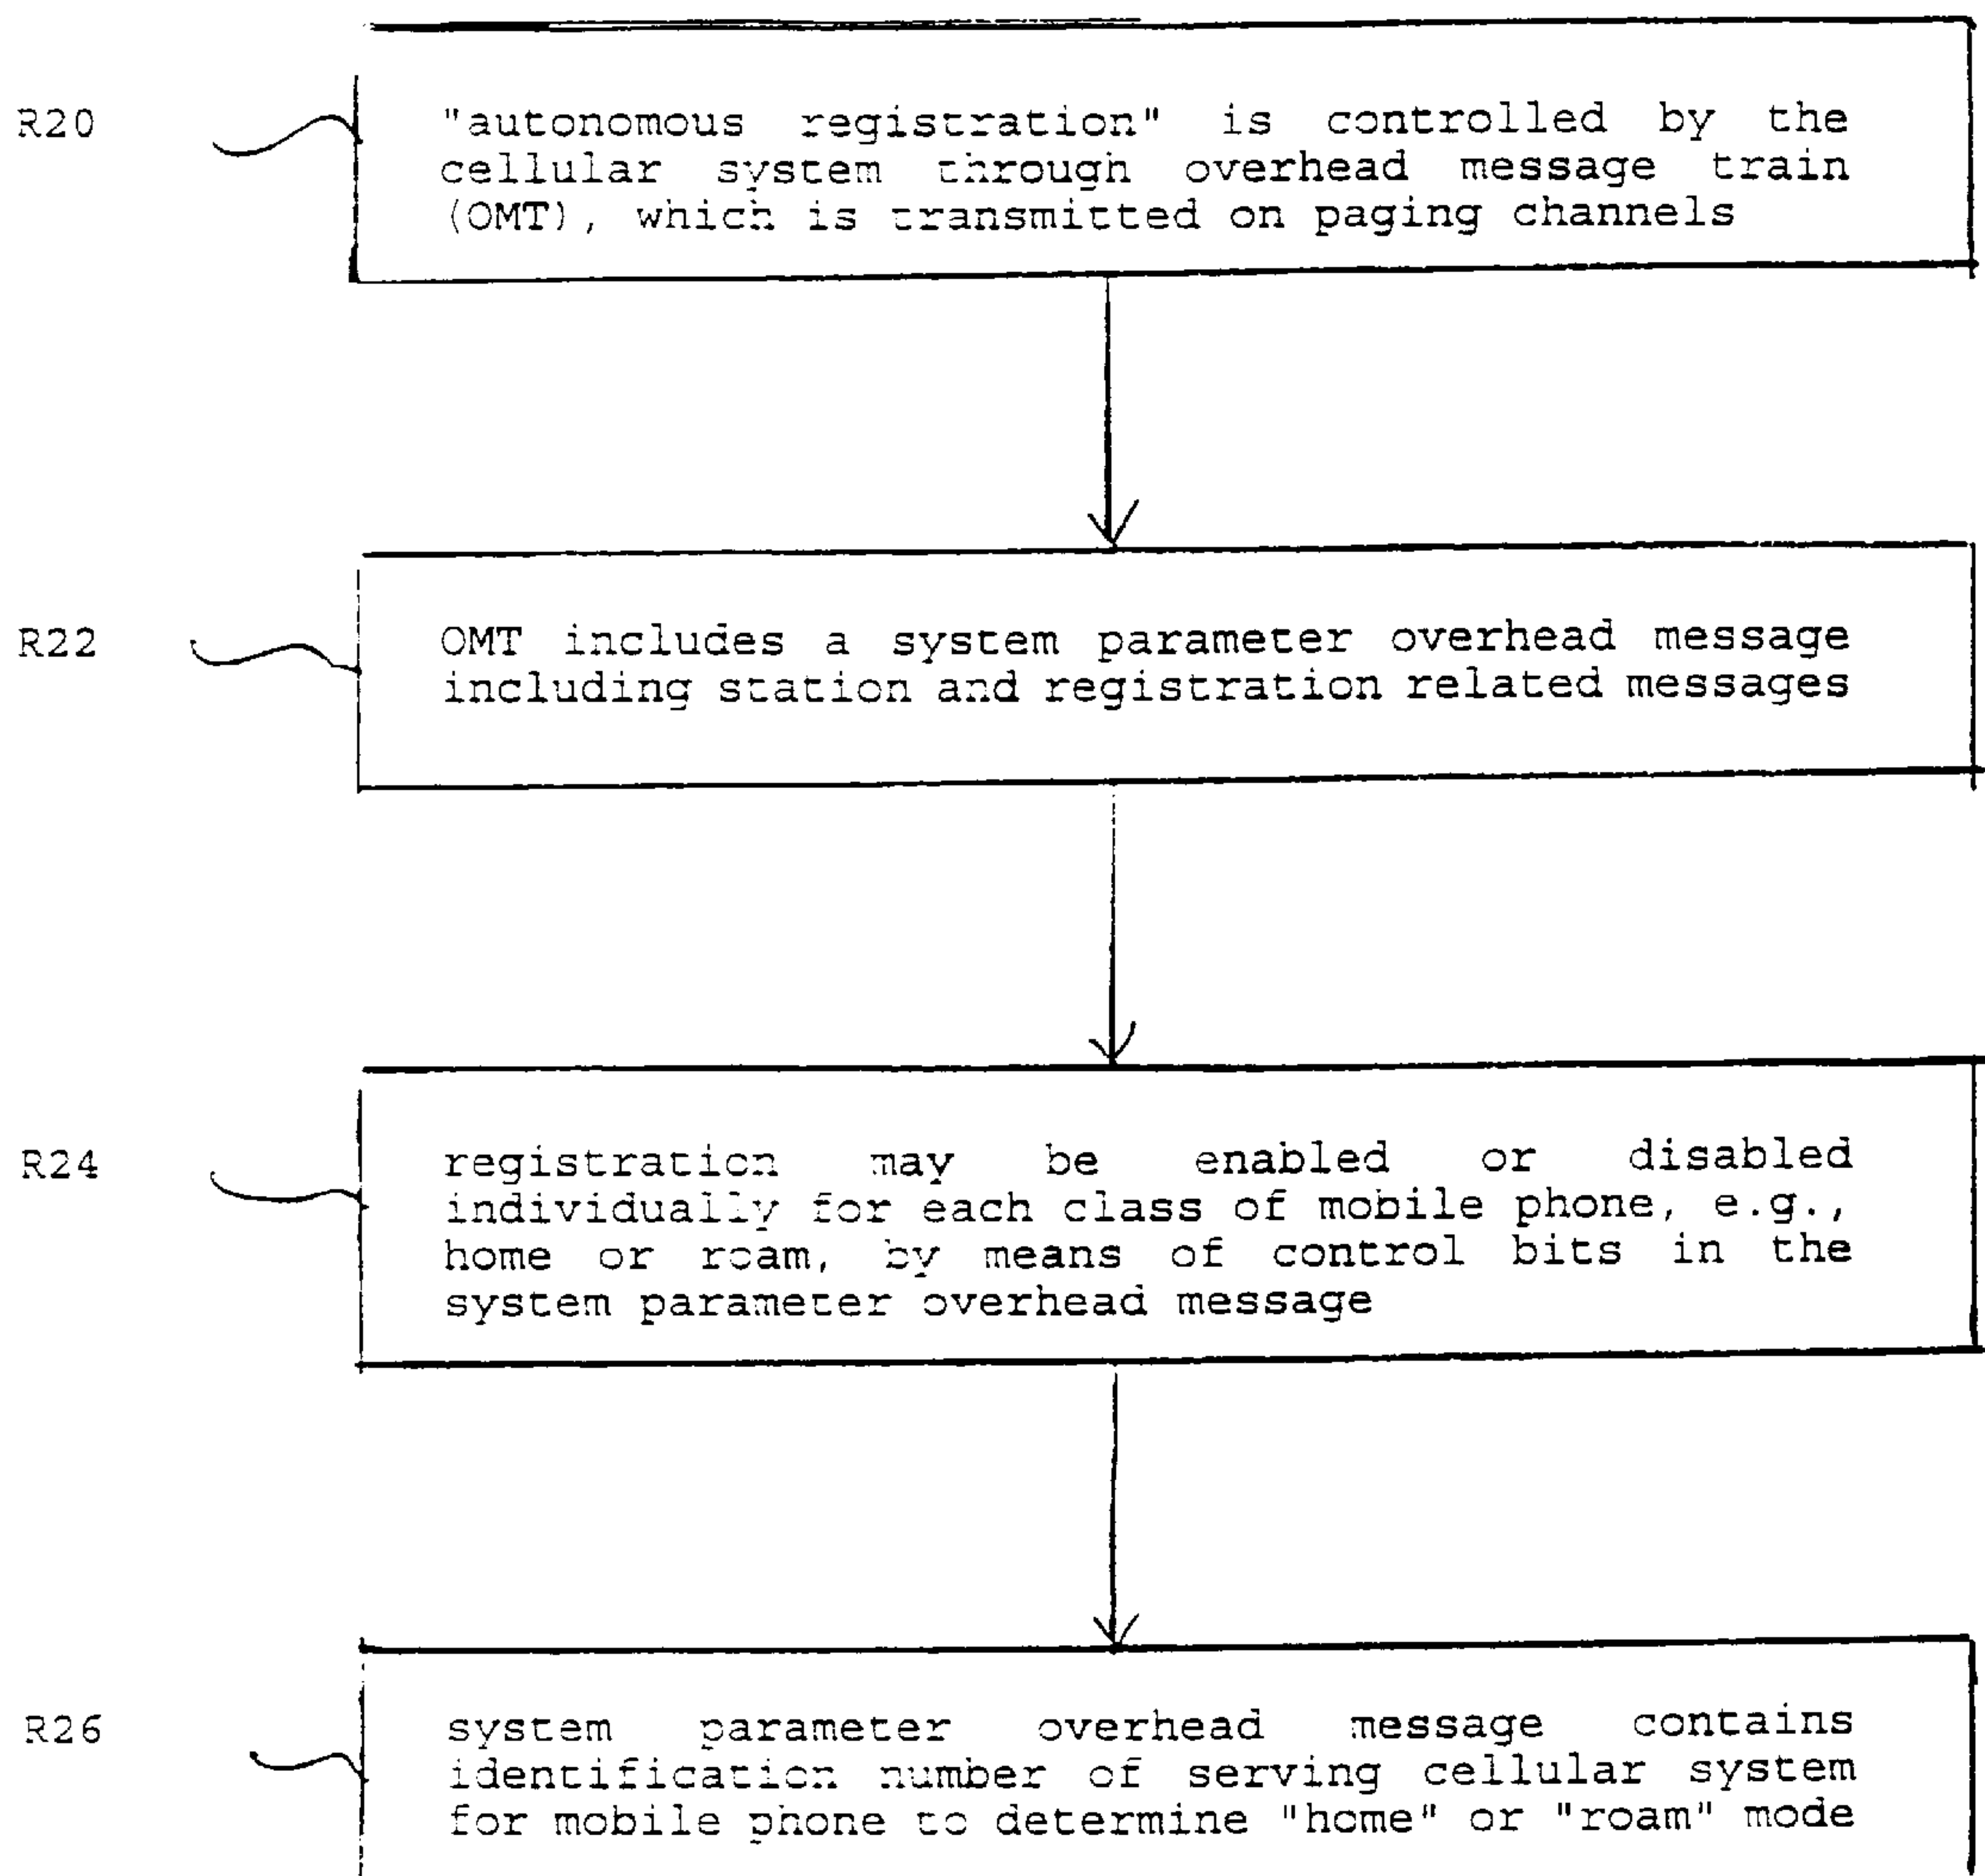 R20
"autonomous registration" is controlled by the
cellular system through overhead message train
(OMT), which is transmitted on paging channels
R22
OMT includes a system parameter overhead message
including station and registration related messages
R24
registration may be enabled or disabled
individually for each class of mobile phone, e.g.,
home or roam, by means of control bits in the
system parameter overhead message
R26
system parameter overhead message contains
identification number of serving cellular system
for mobile phone to determine "home" or "roam" mode